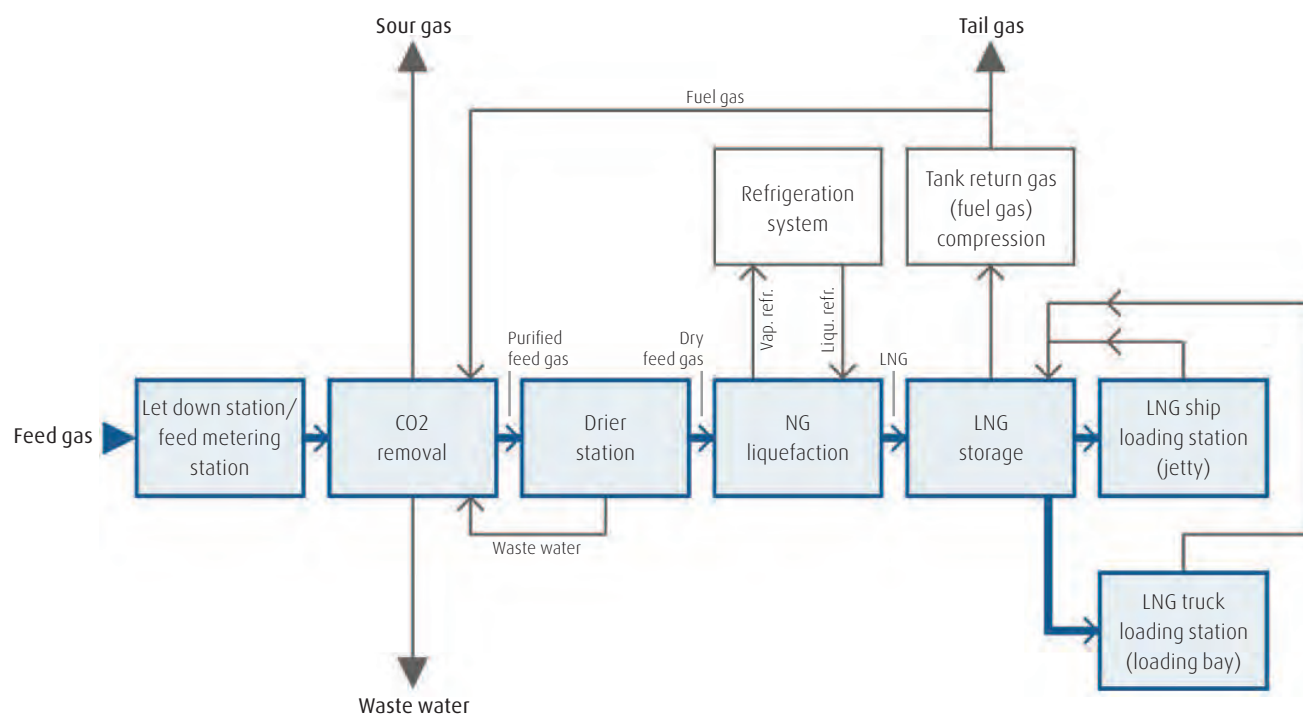 Sour gas
Tail gas
Fuel gas
Refrigeration
system
Tank return gas
(fuel gas)
compression
Vap. refr.
Liqu. refr.
Purified
feed gas
Dry
feed gas
LNG
Feed gas
Let down station/
feed metering
station
CO2
removal
Drier
station
NG
liquefaction
LNG
storage
LNG ship
loading station
(jetty)
Waste water
LNG truck
loading station
(loading bay)
Waste water